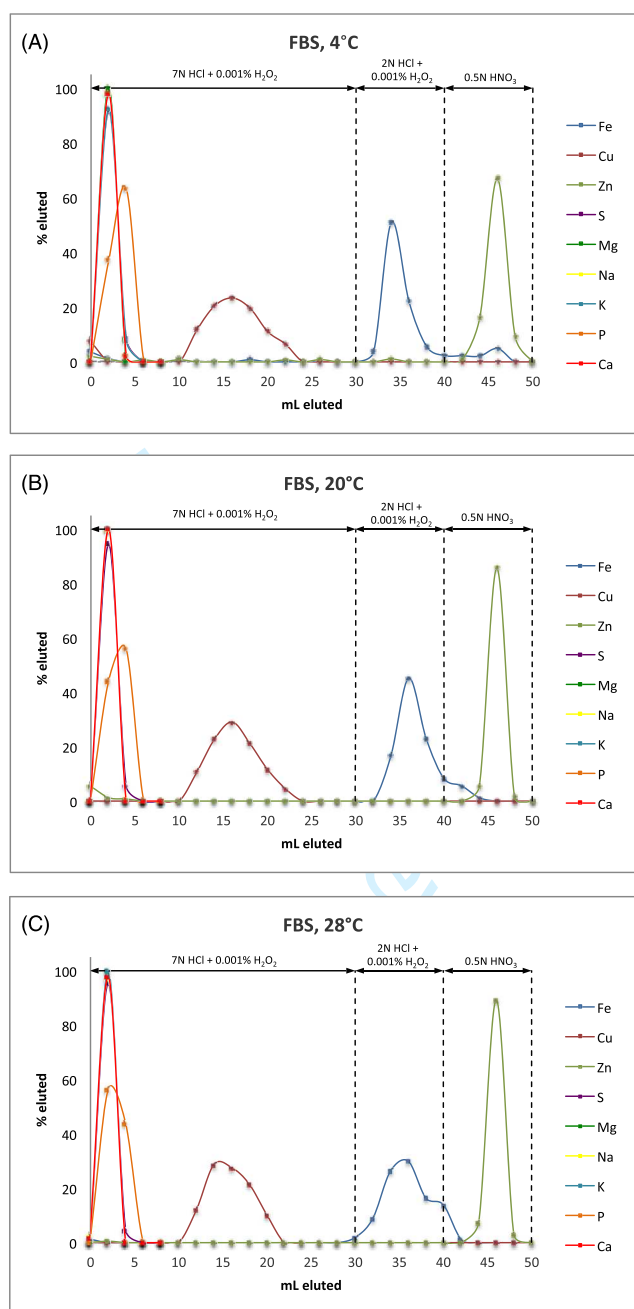 (A)
FBS, 4°C
7N HCl + 0.001% H₂O₂
2N HCl +
0.001% H₂O₂
0.5N HNO₃
100
80
60
40
20
0
% eluted
0 5 10 15 20 25 30 35 40 45 50
mL eluted
Fe
Cu
Zn
S
Mg
Na
K
P
Ca
(B)
FBS, 20°C
7N HCl + 0.001% H₂O₂
2N HCl +
0.001% H₂O₂
0.5N HNO₃
100
80
60
40
20
0
% eluted
0 5 10 15 20 25 30 35 40 45 50
mL eluted
Fe
Cu
Zn
S
Mg
Na
K
P
Ca
(C)
FBS, 28°C
7N HCl + 0.001% H₂O₂
2N HCl +
0.001% H₂O₂
0.5N HNO₃
100
80
60
40
20
0
% eluted
0 5 10 15 20 25 30 35 40 45 50
mL eluted
Fe
Cu
Zn
S
Mg
Na
K
P
Ca